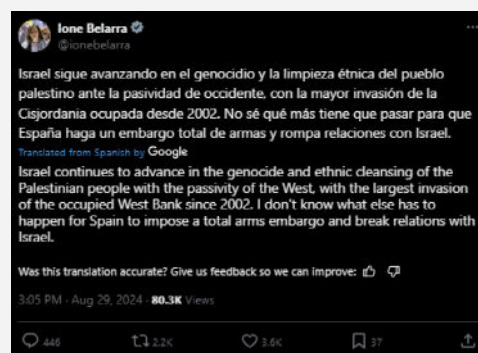 Ione Belarra
@ionebelarra
Israel sigue avanzando en el genocidio y la limpieza étnica del pueblo
palestino ante la pasividad de occidente, con la mayor invasión de la
Cisjordania ocupada desde 2002. No sé qué más tiene que pasar para que
España haga un embargo total de armas y rompa relaciones con Israel.
Translated from Spanish by Google
Israel continues to advance in the genocide and ethnic cleansing of the
Palestinian people with the passivity of the West, with the largest invasion
of the occupied West Bank since 2002. I don't know what else has to
happen for Spain to impose a total arms embargo and break relations with
Israel.
Was this translation accurate? Give us feedback so we can improve:
3:05 PM · Aug 29, 2024 · 80.3K Views
446 2.2K 3.6K 37